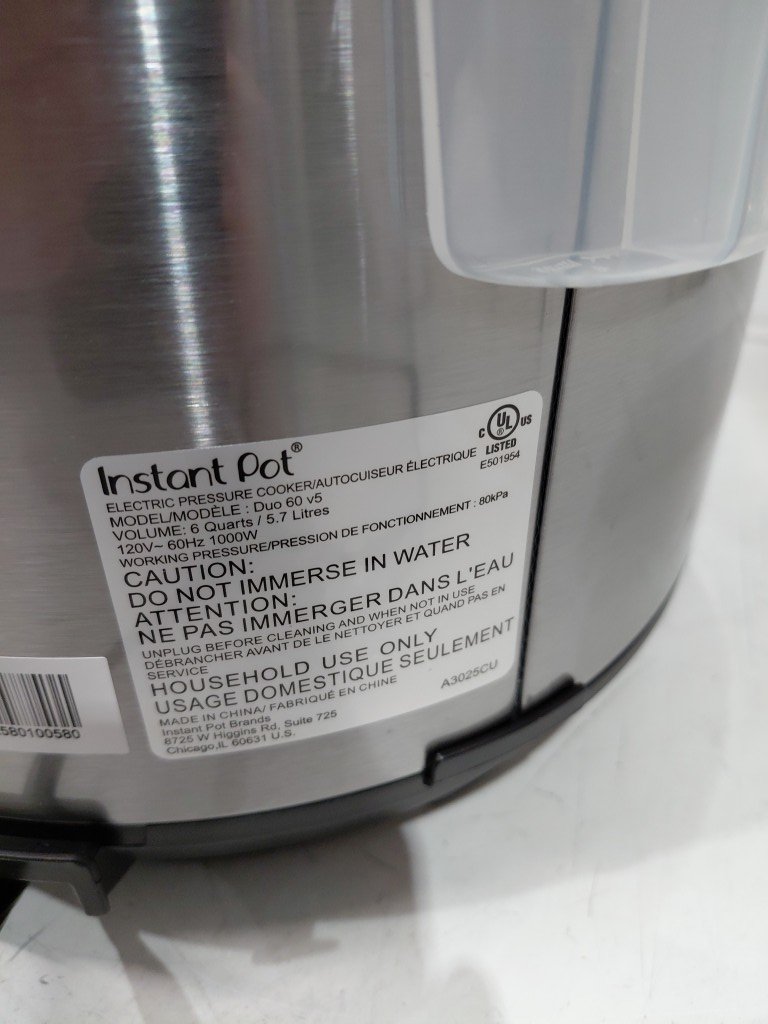 Instant Pot®
C UL® US
LISTED
E501954
ELECTRIC PRESSURE COOKER/AUTOCUISEUR ÉLECTRIQUE
MODEL/MODÈLE : Duo 60 v5
VOLUME: 6 Quarts / 5.7 Litres
120V~ 60Hz 1000W
WORKING PRESSURE/PRESSION DE FONCTIONNEMENT : 80kPa
CAUTION:
DO NOT IMMERSE IN WATER
ATTENTION:
NE PAS IMMERGER DANS L'EAU
UNPLUG BEFORE CLEANING AND WHEN NOT IN USE
DÉBRANCHER AVANT DE LE NETTOYER ET QUAND PAS EN
SERVICE
HOUSEHOLD USE ONLY
USAGE DOMESTIQUE SEULEMENT
MADE IN CHINA/ FABRIQUÉ EN CHINE
A3025CU
Instant Pot Brands
8725 W Higgins Rd, Suite 725
Chicago,IL 60631 U.S.
580100580